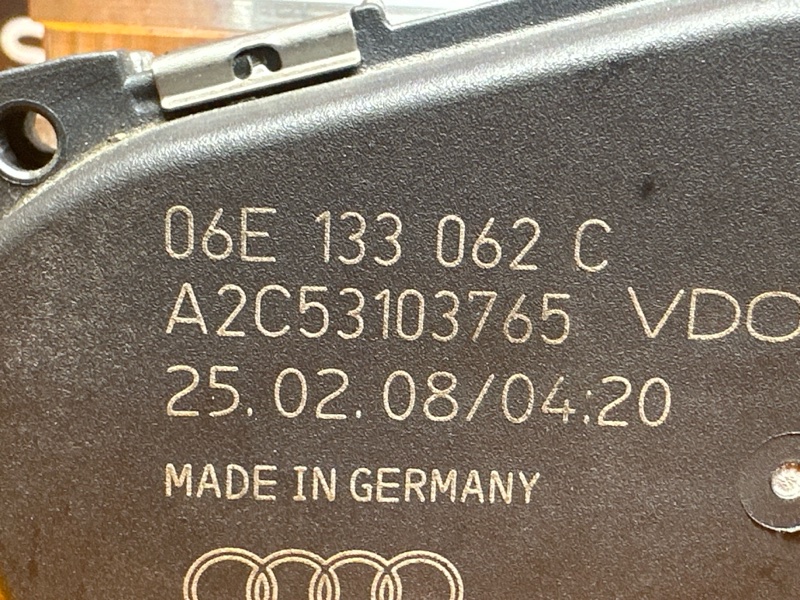 06E 133 062 C
A2C53103765 VDO
25.02.08/04:20
MADE IN GERMANY